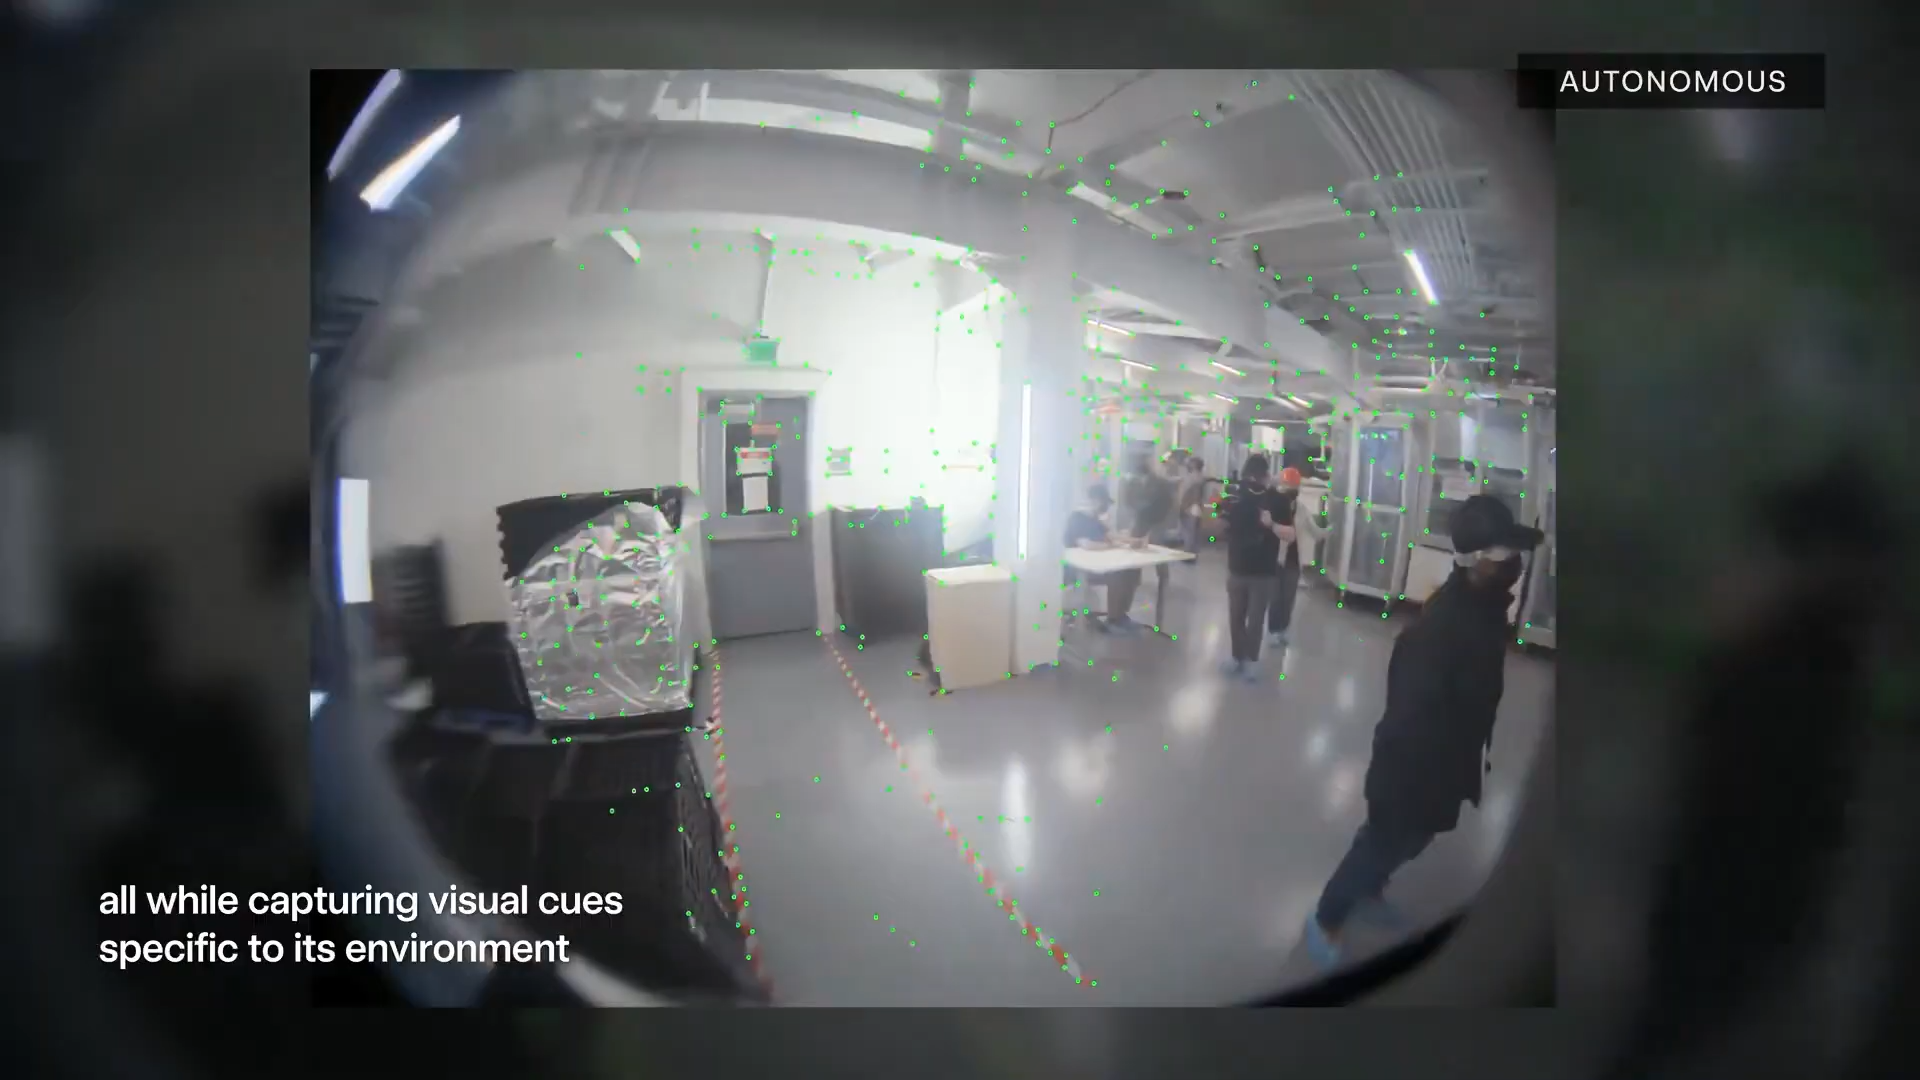 AUTONOMOUS
all while capturing visual cues
specific to its environment